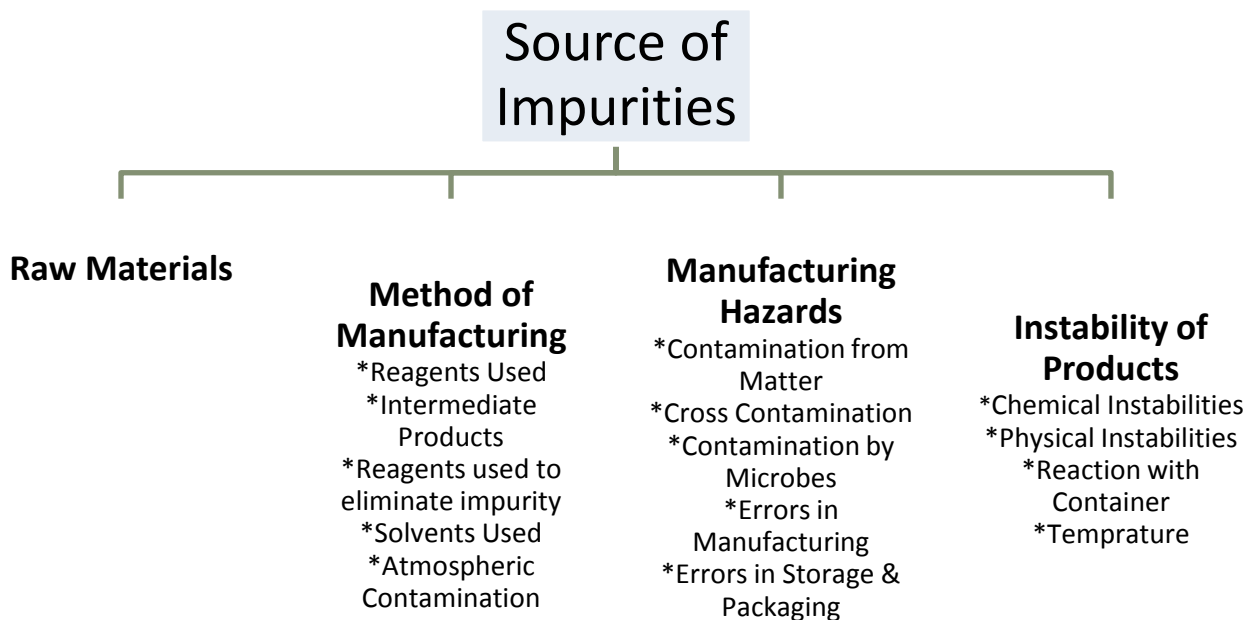 Source of
Impurities
Raw Materials
Method of
Manufacturing
*Reagents Used
*Intermediate
Products
*Reagents used to
eliminate impurity
*Solvents Used
*Atmospheric
Contamination
Manufacturing
Hazards
*Contamination from
Matter
*Cross Contamination
*Contamination by
Microbes
*Errors in
Manufacturing
*Errors in Storage &
Packaging
Instability of
Products
*Chemical Instabilities
*Physical Instabilities
*Reaction with
Container
*Temprature